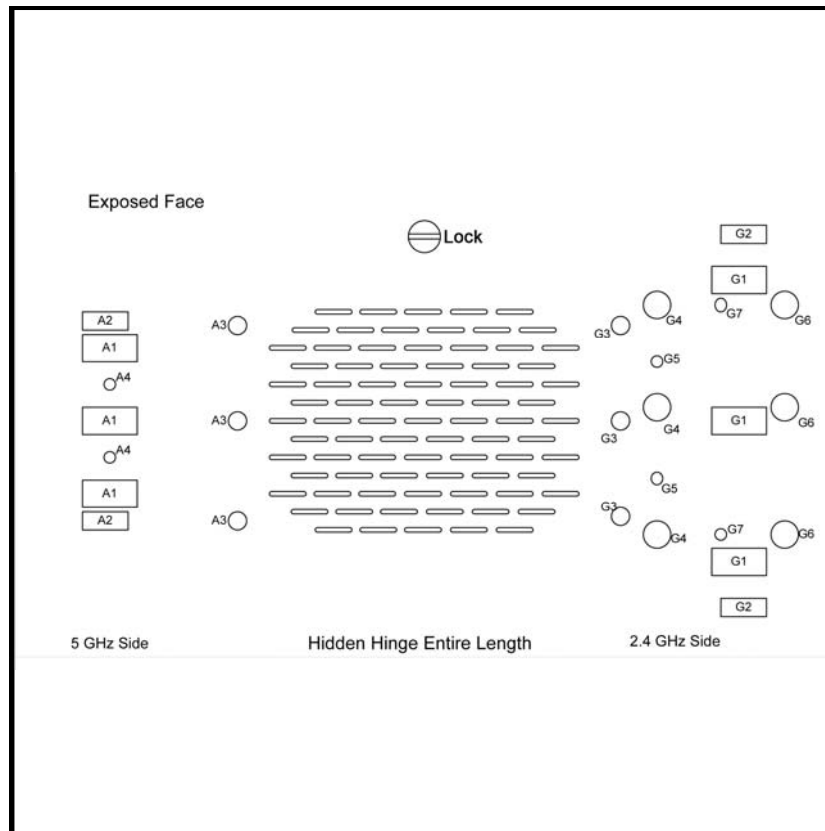 Exposed Face
Lock
G2
G1
A2
A3
G3
G4
G7
G6
A1
G5
A4
A1
A3
G3
G4
G1
G6
A4
G5
A1
A2
A3
G3
G4
G7
G6
G1
G2
5 GHz Side
Hidden Hinge Entire Length
2.4 GHz Side